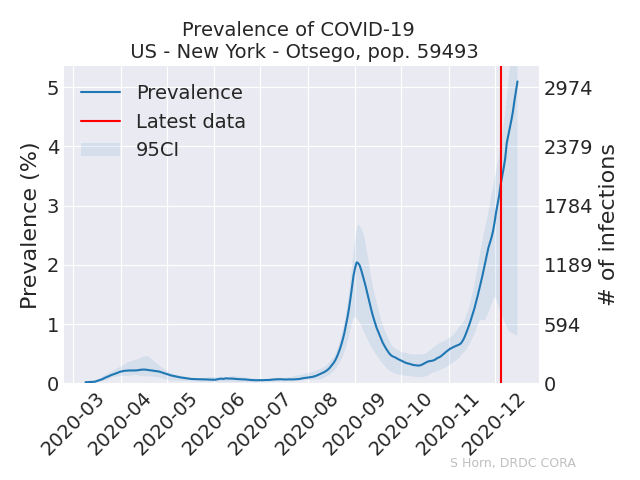 Prevalence of COVID-19
US - New York - Otsego, pop. 59493
Prevalence
Latest data
95CI
Prevalence (%)
5
4
3
2
1
0
2974
2379
1784
1189
594
0
# of infections
2020-03
2020-04
2020-05
2020-06
2020-07
2020-08
2020-09
2020-10
2020-11
2020-12
S Horn, DRDC CORA